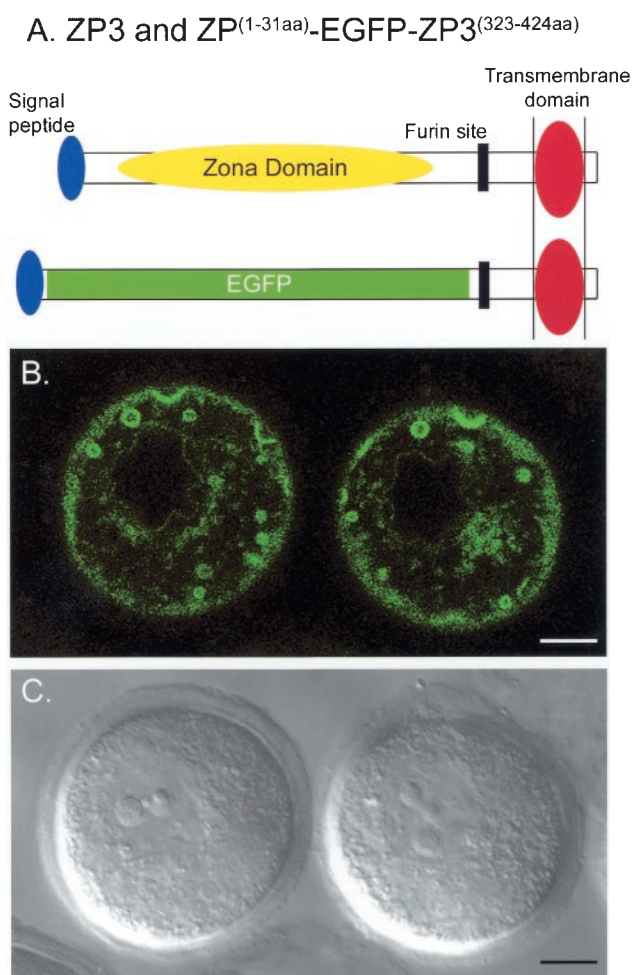 A. ZP3 and ZP(1-31aa)-EGFP-ZP3(323-424aa)
Signal
peptide
Furin site
Transmembrane
domain
Zona Domain
EGFP
B.
C.